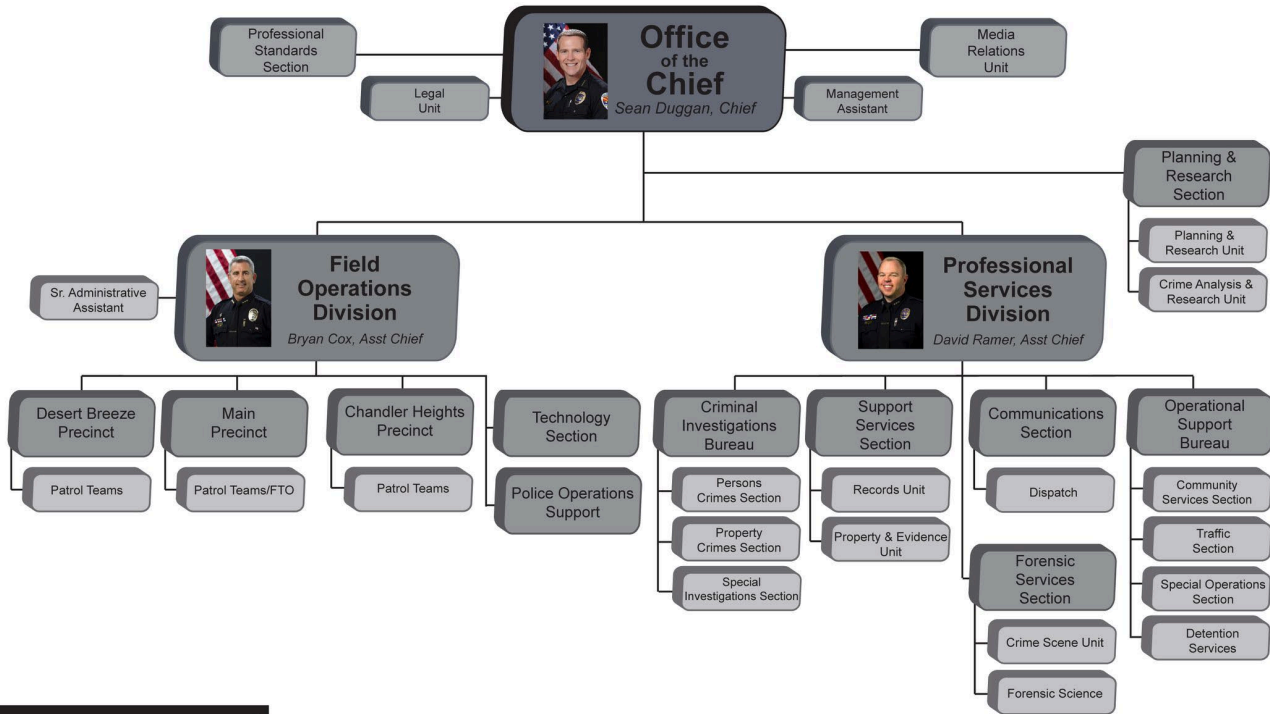 Professional
Standards
Section
Office
of the
Chief
Sean Duggan, Chief
Media
Relations
Unit
Legal
Unit
Management
Assistant
Planning &
Research
Section
Planning &
Research Unit
Crime Analysis &
Research Unit
Sr. Administrative
Assistant
Field
Operations
Division
Bryan Cox, Asst Chief
Professional
Services
Division
David Ramer, Asst Chief
Desert Breeze
Precinct
Patrol Teams
Main
Precinct
Patrol Teams/FTO
Chandler Heights
Precinct
Patrol Teams
Technology
Section
Police Operations
Support
Criminal
Investigations
Bureau
Persons
Crimes Section
Property
Crimes Section
Special
Investigations Section
Support
Services
Section
Records Unit
Property & Evidence
Unit
Communications
Section
Dispatch
Forensic
Services
Section
Crime Scene Unit
Forensic Science
Operational
Support
Bureau
Community
Services Section
Traffic
Section
Special Operations
Section
Detention
Services